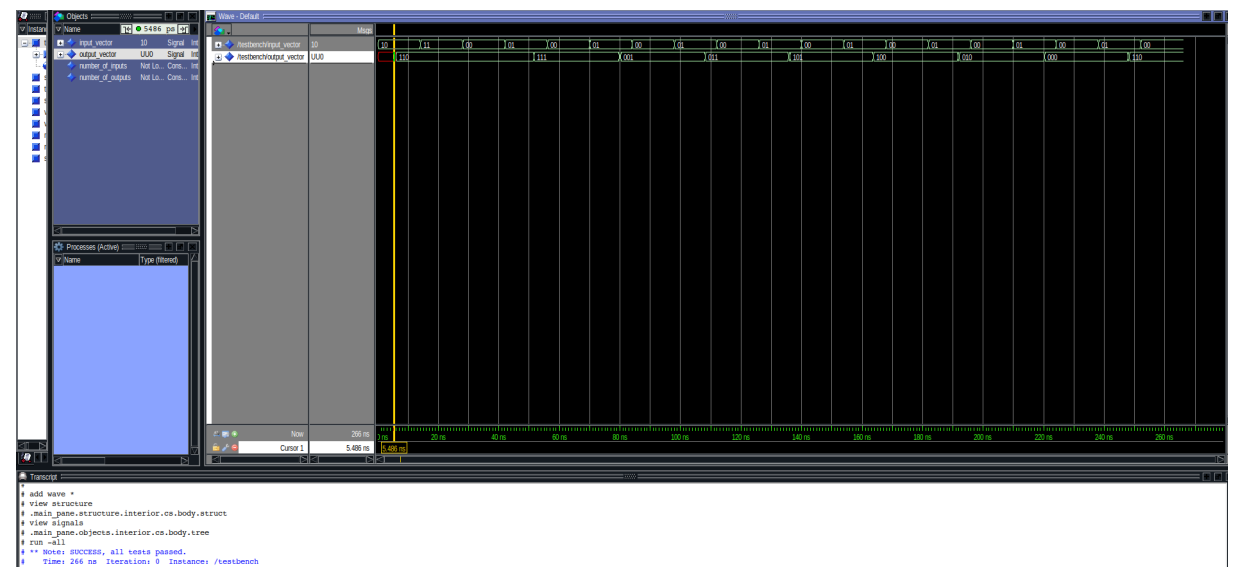 Objects
Wave - Default
Instan
Name
5486 ps
Msgs
input_vector 10 Signal Int
output_vector UU0 Signal Int
number_of_inputs Not Lo... Cons... Int
number_of_outputs Not Lo... Cons... Int
/testbench/input_vector 10
/testbench/output_vector UU0
10 11 00 01 00 01 00 01 00 01 00 01 00 01 00 01 00 01 00
110 111 001 011 101 100 010 000 110
Processes (Active)
Name Type (filtered)
Now 266 ns
Cursor 1 5.486 ns
20 ns 40 ns 60 ns 80 ns 100 ns 120 ns 140 ns 160 ns 180 ns 200 ns 220 ns 240 ns 260 ns
5.486 ns
Transcript
# add wave *
# view structure
# .main_pane.structure.interior.cs.body.struct
# view signals
# .main_pane.objects.interior.cs.body.tree
# run -all
# ** Note: SUCCESS, all tests passed.
# Time: 266 ns Iteration: 0 Instance: /testbench